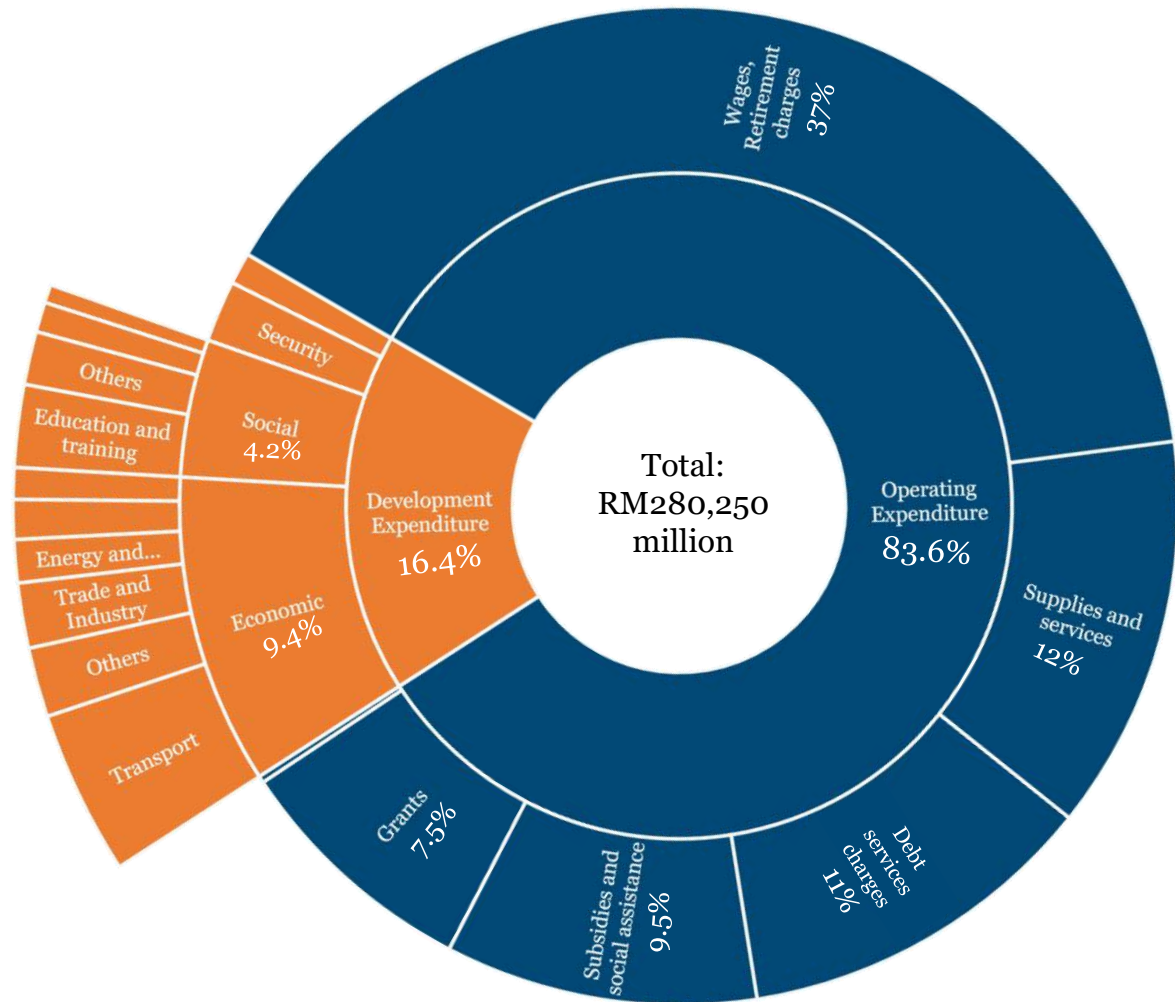 Total:
RM280,250
million
Operating
Expenditure
83.6%
Wages,
Retirement
charges
37%
Supplies and
services
12%
Debt
services
charges
11%
Subsidies and
social assistance
9.5%
Grants
7.5%
Development
Expenditure
16.4%
Security
Social
4.2%
Economic
9.4%
Others
Education and
training
Energy and...
Trade and
Industry
Others
Transport